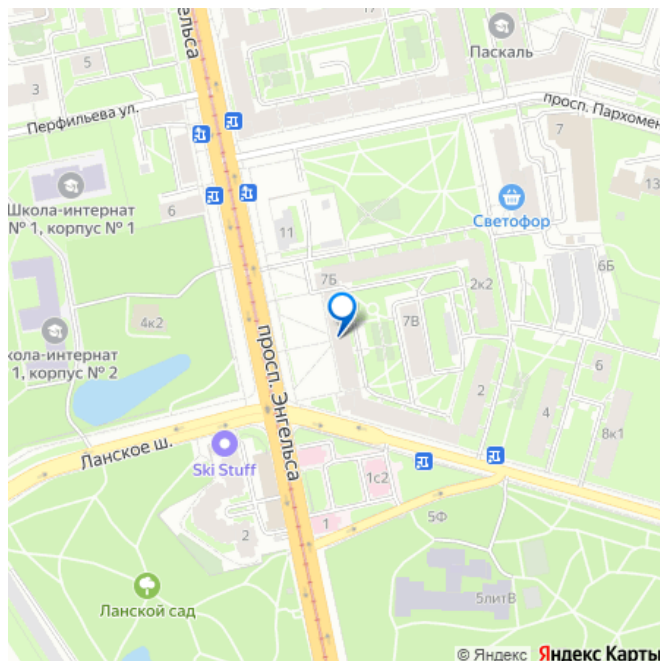 17
Паскаль
5
3
Перфильева ул.
просп. Пархомен
7
Школа-интернат
№ 1, корпус № 1
6
11
Светофор
13
6Б
7Б
2к2
4к2
7В
кола-интернат
1, корпус № 2
просп. Энгельса
2
6
4
8к1
Ланское ш.
Ski Stuff
1с2
2
1
5Ф
Ланской сад
5литВ
© Яндекс Яндекс Карты